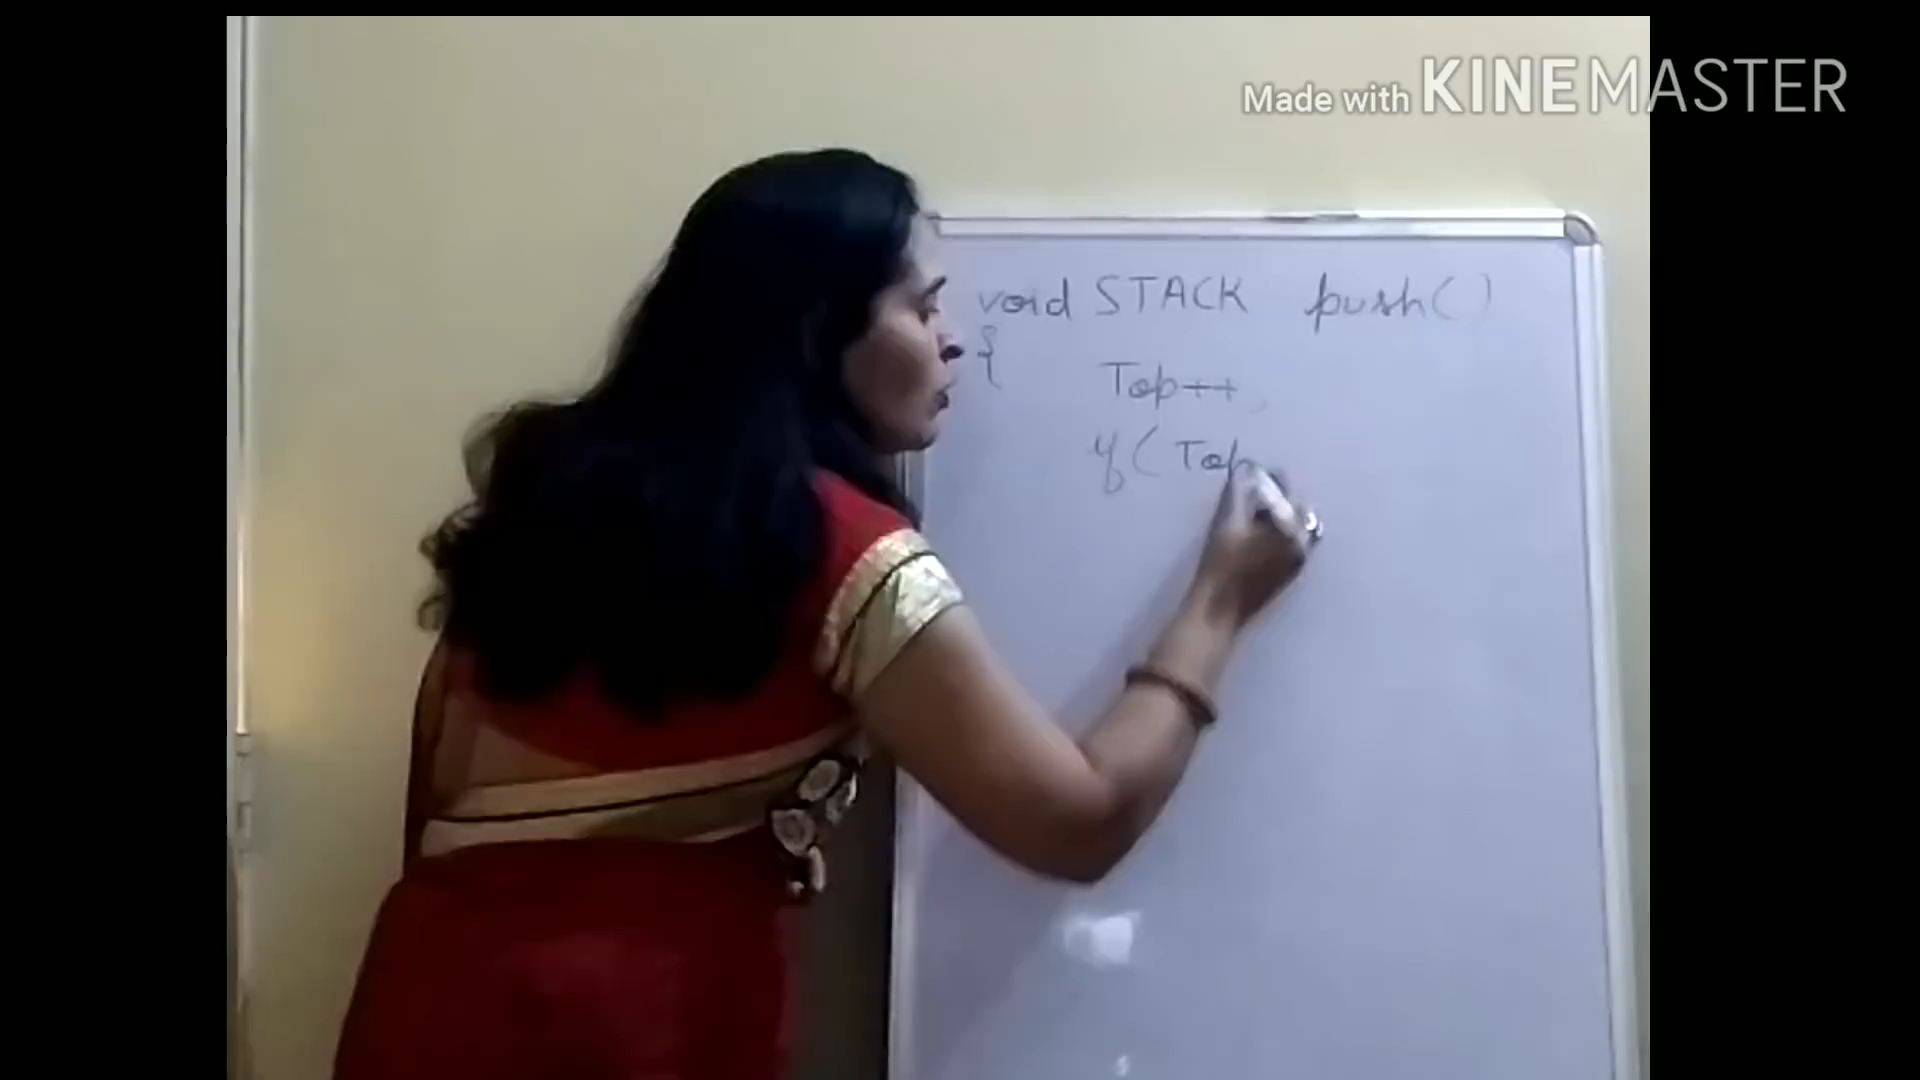 Made with KINEMASTER
void STACK push()
{
Top++;
if( Top